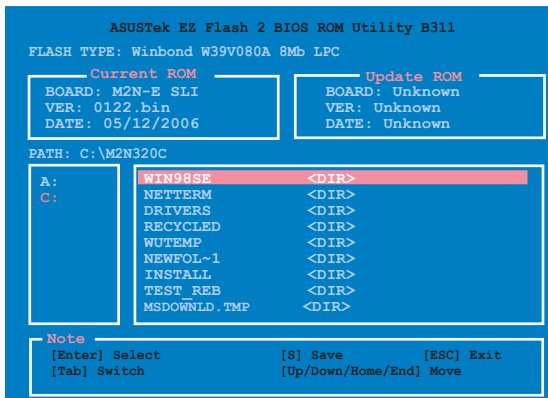 ASUSTek EZ Flash 2 BIOS ROM Utility B311
FLASH TYPE: Winbond W39V080A 8Mb LPC
Current ROM
BOARD: M2N-E SLI
VER: 0122.bin
DATE: 05/12/2006
Update ROM
BOARD: Unknown
VER: Unknown
DATE: Unknown
PATH: C:\M2N320C
A:
C:
WIN98SE <DIR>
NETTERM <DIR>
DRIVERS <DIR>
RECYCLED <DIR>
WUTEMP <DIR>
NEWFOL~1 <DIR>
INSTALL <DIR>
TEST_REB <DIR>
MSDOWNLD.TMP <DIR>
Note
[Enter] Select [S] Save [ESC] Exit
[Tab] Switch [Up/Down/Home/End] Move